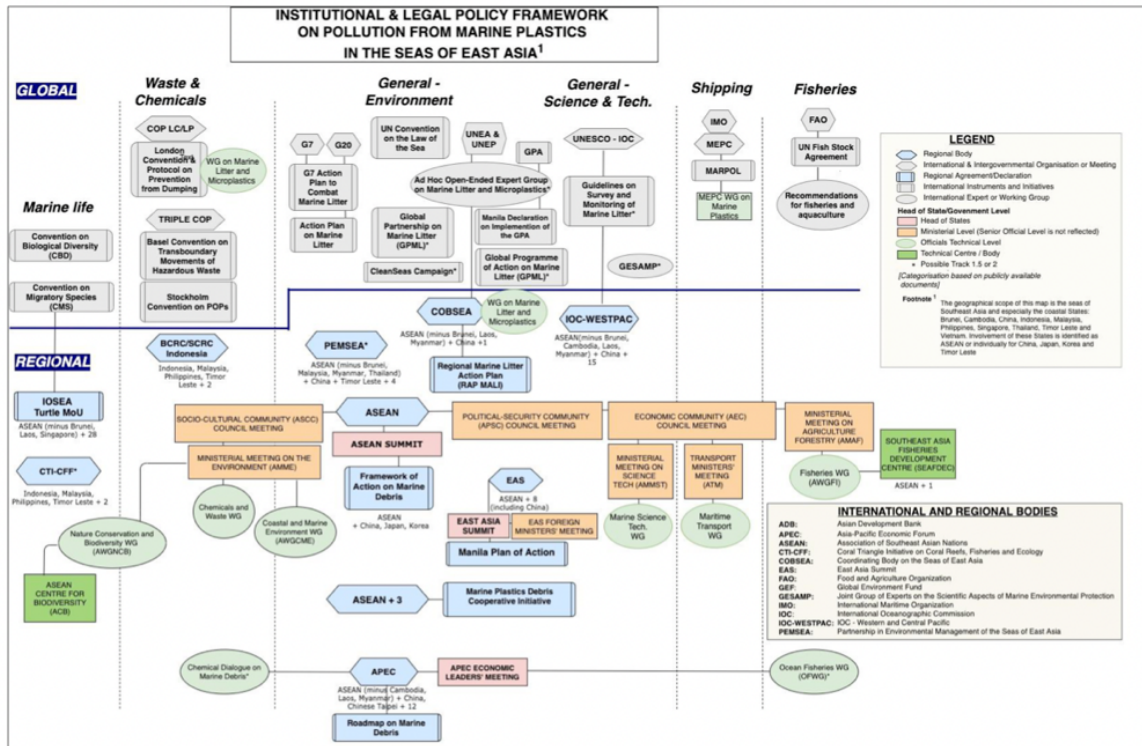 INSTITUTIONAL & LEGAL POLICY FRAMEWORK
ON POLLUTION FROM MARINE PLASTICS
IN THE SEAS OF EAST ASIA1
GLOBAL
Waste &
Chemicals
General -
Environment
General -
Science & Tech.
Shipping
Fisheries
Marine life
COP LC/LP
London
Convention &
Protocol on
Prevention
from Dumping
WG on Marine
Litter and
Microplastics
TRIPLE COP
Basel Convention on
Transboundary
Movements of
Hazardous Waste
Stockholm
Convention on POPs
Convention on
Biological Diversity
(CBD)
Convention on
Migratory Species
(CMS)
G7
G20
G7 Action
Plan to
Combat
Marine Litter
Action Plan on
Marine Litter
UN Convention
on the Law of
the Sea
UNEA &
UNEP
GPA
Ad Hoc Open-Ended Expert Group
on Marine Litter and Microplastics*
Global
Partnership on
Marine Litter
(GPML)*
Manila Declaration
on Implemention of
the GPA
CleanSeas Campaign*
Global Programme
of Action on Marine
Litter (GPML)*
UNESCO - IOC
Guidelines on
Survey and
Monitoring of
Marine Litter*
GESAMP*
IMO
MEPC
MARPOL
MEPC WG on
Marine
Plastics
FAO
UN Fish Stock
Agreement
Recommendations
for fisheries and
aquaculture
LEGEND
Regional Body
International & Intergovernmental Organisation or Meeting
Regional Agreement/Declaration
International Instruments and Initiatives
International Expert or Working Group
Head of State/Government Level
Head of States
Ministerial Level (Senior Official Level is not reflected)
Officials Technical Level
Technical Centre / Body
* Possible Track 1.5 or 2
[Categorisation based on publicly available
documents]
Footnote 1
The geographical scope of this map is the seas of
Southeast Asia and especially the coastal States:
Brunei, Cambodia, China, Indonesia, Malaysia,
Philippines, Singapore, Thailand, Timor Leste and
Vietnam. Involvement of these States is identified as
ASEAN or individually for China, Japan, Korea and
Timor Leste
REGIONAL
BCRC/SCRC
Indonesia
Indonesia, Malaysia,
Philippines, Timor
Leste + 2
PEMSEA*
ASEAN (minus Brunei,
Malaysia, Myanmar, Thailand)
+ China + Timor Leste + 4
COBSEA
WG on Marine
Litter and
Microplastics
ASEAN (minus Brunei, Laos,
Myanmar) + China +1
Regional Marine Litter
Action Plan
(RAP MALI)
IOC-WESTPAC
ASEAN(minus Brunei,
Cambodia, Laos,
Myanmar) + China +
15
IOSEA
Turtle MoU
ASEAN (minus Brunei,
Laos, Singapore) + 28
CTI-CFF*
Indonesia, Malaysia,
Philippines, Timor Leste + 2
SOCIO-CULTURAL COMMUNITY (ASCC)
COUNCIL MEETING
ASEAN
POLITICAL-SECURITY COMMUNITY
(APSC) COUNCIL MEETING
ECONOMIC COMMUNITY (AEC)
COUNCIL MEETING
MINISTERIAL
MEETING ON
AGRICULTURE
FORESTRY (AMAF)
ASEAN SUMMIT
MINISTERIAL MEETING ON THE
ENVIRONMENT (AMME)
Framework of
Action on Marine
Debris
ASEAN
+ China, Japan, Korea
EAS
ASEAN + 8
(including China)
EAST ASIA
SUMMIT
EAS FOREIGN
MINISTERS' MEETING
Manila Plan of Action
MINISTERIAL
MEETING ON
SCIENCE
TECH (AMMST)
TRANSPORT
MINISTERS'
MEETING
(ATM)
Fisheries WG
(AWGFI)
SOUTHEAST ASIA
FISHERIES
DEVELOPMENT
CENTRE (SEAFDEC)
ASEAN + 1
Chemicals and
Waste WG
Coastal and Marine
Environment WG
(AWGCME)
Marine Science
Tech.
WG
Maritime
Transport
WG
Nature Conservation and
Biodiversity WG
(AWGNCB)
ASEAN
CENTRE FOR
BIODIVERSITY
(ACB)
ASEAN + 3
Marine Plastics Debris
Cooperative Initiative
INTERNATIONAL AND REGIONAL BODIES
ADB: Asian Development Bank
APEC: Asia-Pacific Economic Forum
ASEAN: Association of Southeast Asian Nations
CTI-CFF: Coral Triangle Initiative on Coral Reefs, Fisheries and Ecology
COBSEA: Coordinating Body on the Seas of East Asia
EAS: East Asia Summit
FAO: Food and Agriculture Organization
GEF: Global Environment Fund
GESAMP: Joint Group of Experts on the Scientific Aspects of Marine Environmental Protection
IMO: International Maritime Organization
IOC: International Oceanographic Commission
IOC-WESTPAC: IOC - Western and Central Pacific
PEMSEA: Partnership in Environmental Management of the Seas of East Asia
Chemical Dialogue on
Marine Debris*
APEC
APEC ECONOMIC
LEADERS' MEETING
Ocean Fisheries WG
(OFWG)*
ASEAN (minus Cambodia,
Laos, Myanmar) + China,
Chinese Taipei + 12
Roadmap on Marine
Debris